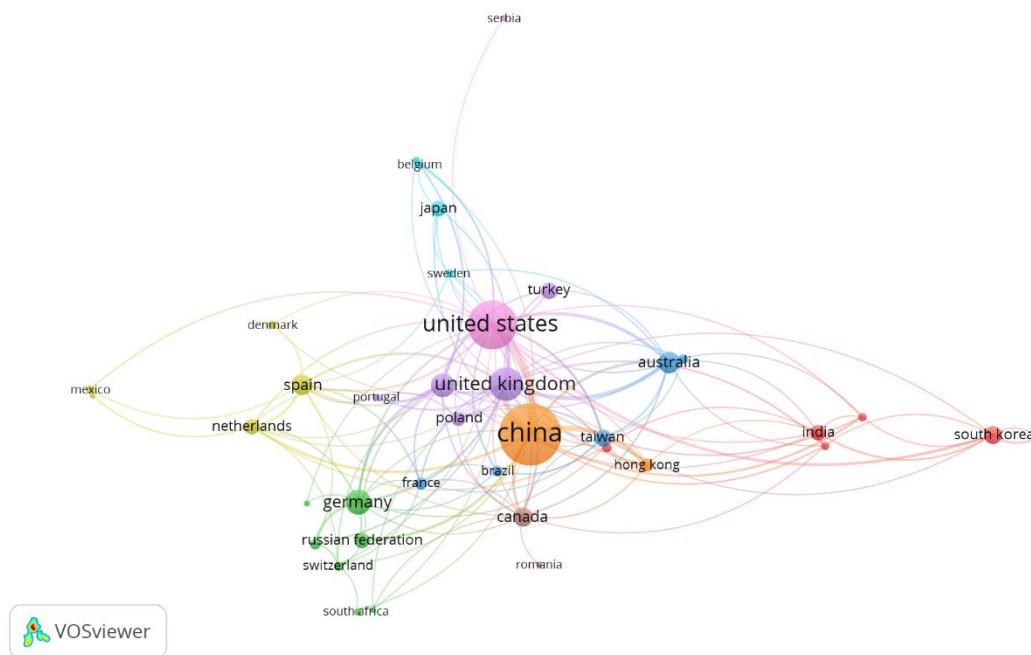 serbia
belgium
japan
sweden
turkey
united states
denmark
australia
mexico
spain
united kingdom
portugal
netherlands
poland
china
taiwan
india
south korea
hong kong
brazil
france
germany
canada
russian federation
switzerland
romania
south africa
VOSviewer